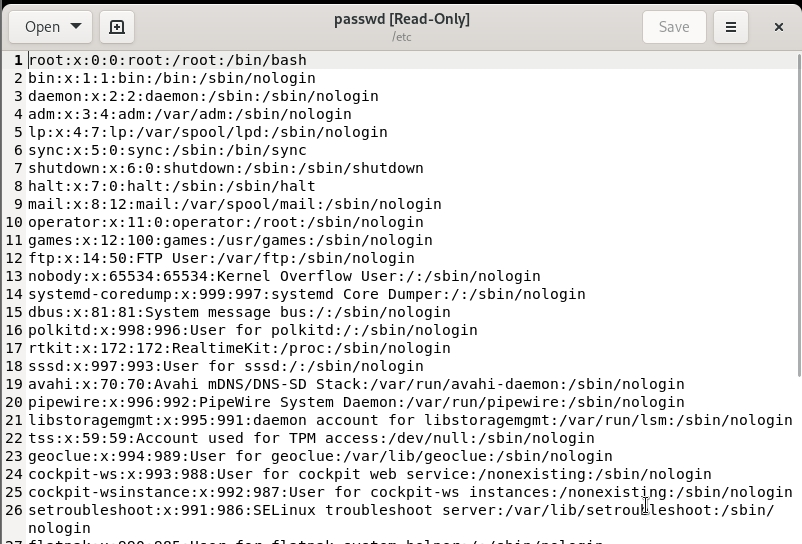 Open
passwd [Read-Only]
/etc
Save
1 root:x:0:0:root:/root:/bin/bash
2 bin:x:1:1:bin:/bin:/sbin/nologin
3 daemon:x:2:2:daemon:/sbin:/sbin/nologin
4 adm:x:3:4:adm:/var/adm:/sbin/nologin
5 lp:x:4:7:lp:/var/spool/lpd:/sbin/nologin
6 sync:x:5:0:sync:/sbin:/bin/sync
7 shutdown:x:6:0:shutdown:/sbin:/sbin/shutdown
8 halt:x:7:0:halt:/sbin:/sbin/halt
9 mail:x:8:12:mail:/var/spool/mail:/sbin/nologin
10 operator:x:11:0:operator:/root:/sbin/nologin
11 games:x:12:100:games:/usr/games:/sbin/nologin
12 ftp:x:14:50:FTP User:/var/ftp:/sbin/nologin
13 nobody:x:65534:65534:Kernel Overflow User:/:/sbin/nologin
14 systemd-coredump:x:999:997:systemd Core Dumper:/:/sbin/nologin
15 dbus:x:81:81:System message bus:/:/sbin/nologin
16 polkitd:x:998:996:User for polkitd:/:/sbin/nologin
17 rtkit:x:172:172:RealtimeKit:/proc:/sbin/nologin
18 sssd:x:997:993:User for sssd:/:/sbin/nologin
19 avahi:x:70:70:Avahi mDNS/DNS-SD Stack:/var/run/avahi-daemon:/sbin/nologin
20 pipewire:x:996:992:PipeWire System Daemon:/var/run/pipewire:/sbin/nologin
21 libstoragemgmt:x:995:991:daemon account for libstoragemgmt:/var/run/lsm:/sbin/nologin
22 tss:x:59:59:Account used for TPM access:/dev/null:/sbin/nologin
23 geoclue:x:994:989:User for geoclue:/var/lib/geoclue:/sbin/nologin
24 cockpit-ws:x:993:988:User for cockpit web service:/nonexisting:/sbin/nologin
25 cockpit-wsinstance:x:992:987:User for cockpit-ws instances:/nonexisting:/sbin/nologin
26 setroubleshoot:x:991:986:SELinux troubleshoot server:/var/lib/setroubleshoot:/sbin/
nologin